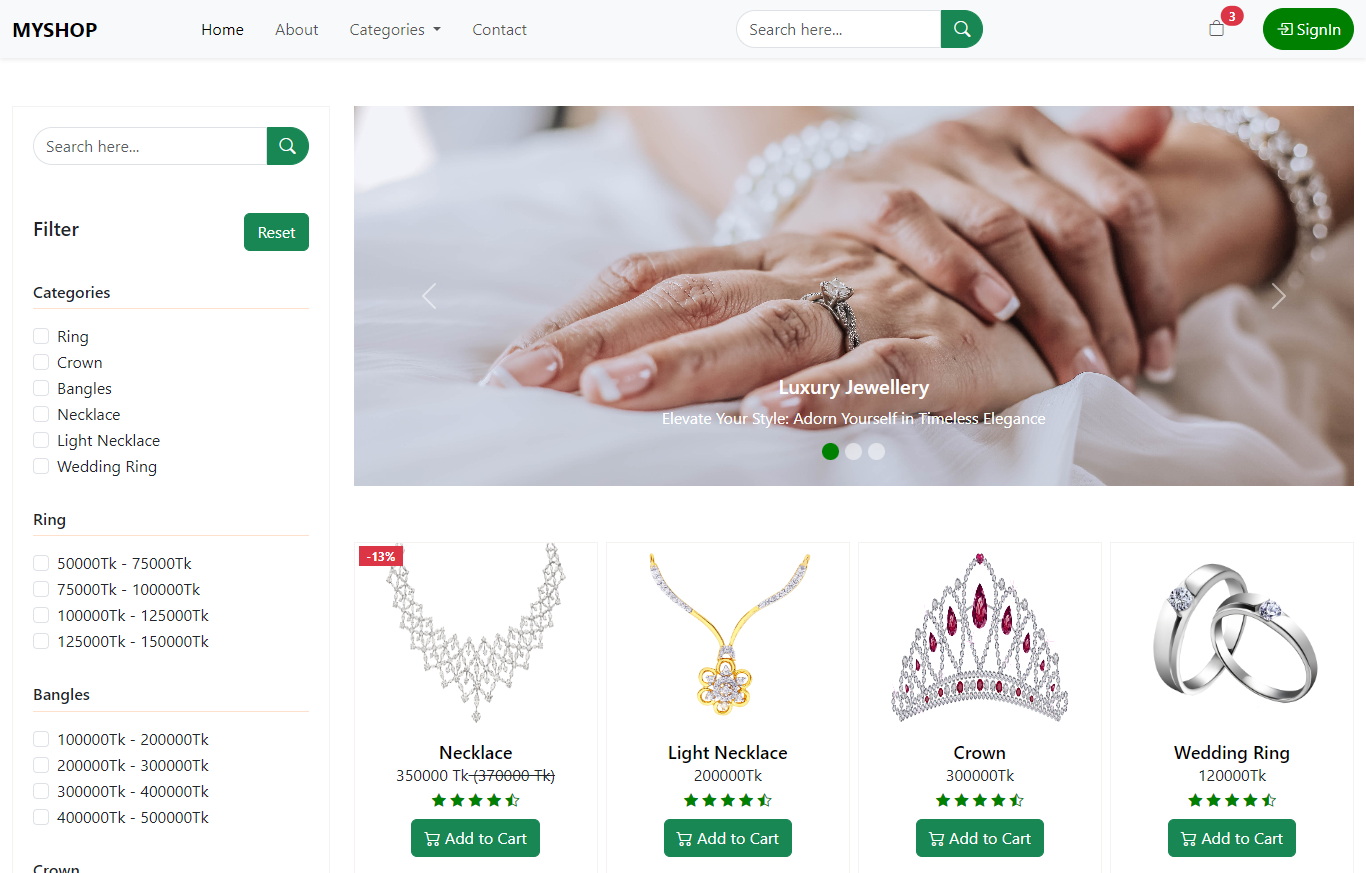 MYSHOP Home About Categories Contact Search here... 3 SignIn
Search here...
Filter Reset
Categories
Ring
Crown
Bangles
Necklace
Light Necklace
Wedding Ring
Ring
50000Tk - 75000Tk
75000Tk - 100000Tk
100000Tk - 125000Tk
125000Tk - 150000Tk
Bangles
100000Tk - 200000Tk
200000Tk - 300000Tk
300000Tk - 400000Tk
400000Tk - 500000Tk
Crown
Luxury Jewellery
Elevate Your Style: Adorn Yourself in Timeless Elegance
-13%
Necklace
350000 Tk (370000 Tk)
Add to Cart
Light Necklace
200000Tk
Add to Cart
Crown
300000Tk
Add to Cart
Wedding Ring
120000Tk
Add to Cart